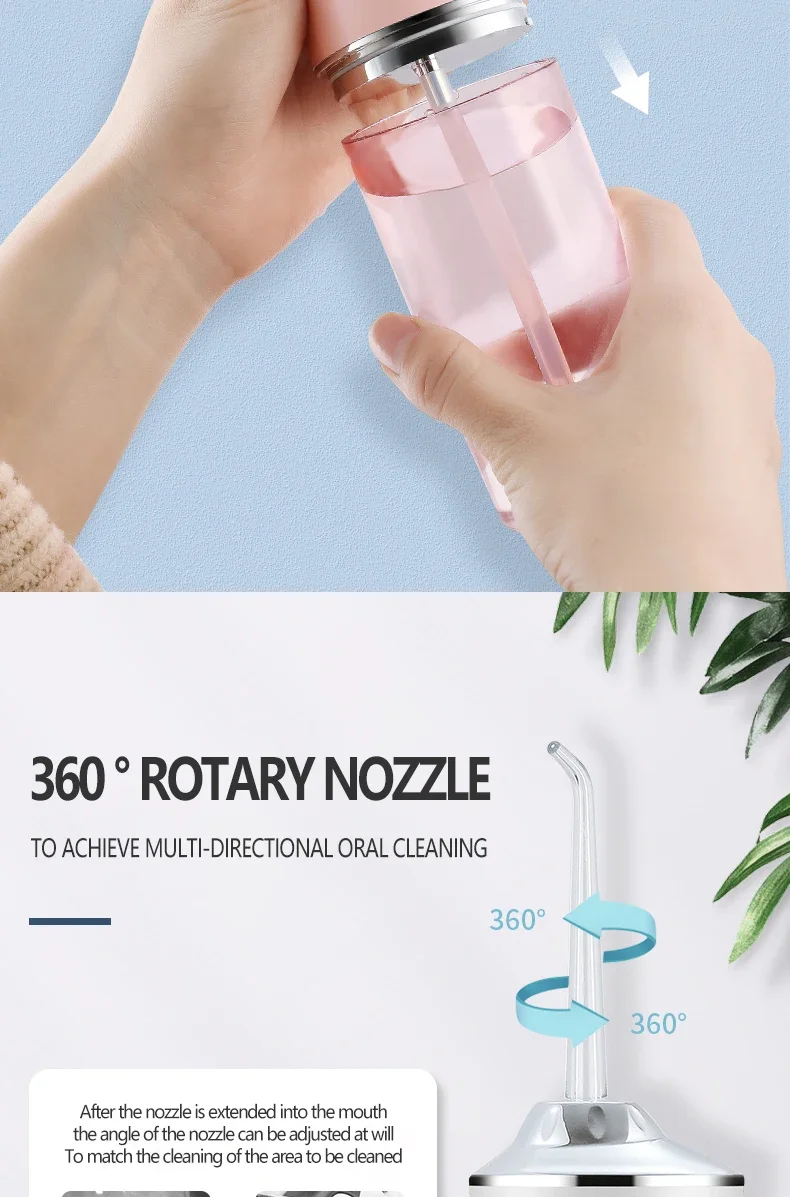 360 ° ROTARY NOZZLE
TO ACHIEVE MULTI-DIRECTIONAL ORAL CLEANING
360°
360°
After the nozzle is extended into the mouth
the angle of the nozzle can be adjusted at will
To match the cleaning of the area to be cleaned